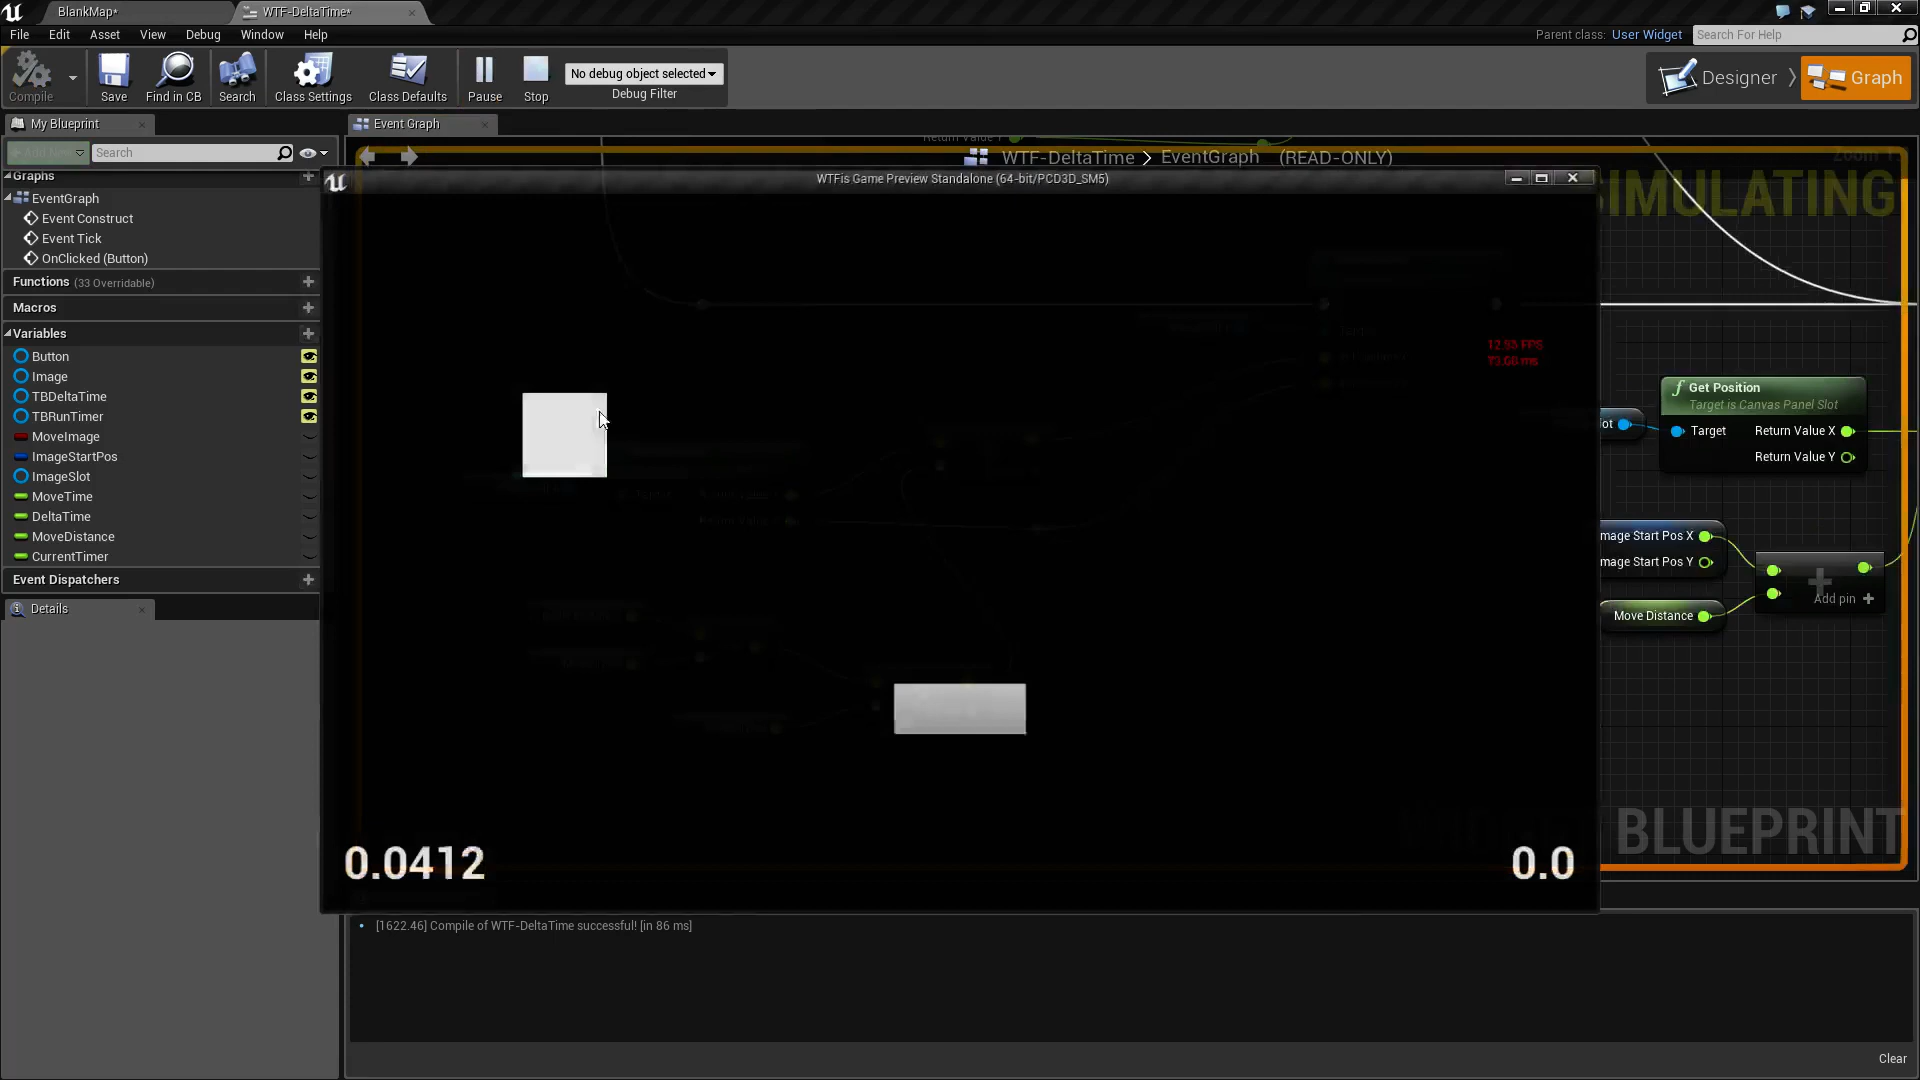 BlankMap*
WTF-DeltaTime*
File Edit Asset View Debug Window Help
Parent class: User Widget
Search For Help
Compile
Save
Find in CB
Search
Class Settings
Class Defaults
Pause
Stop
No debug object selected
Debug Filter
Designer
Graph
My Blueprint
Event Graph
Search
WTF-DeltaTime > EventGraph (READ-ONLY)
SIMULATING
WTFis Game Preview Standalone (64-bit/PCD3D_SM5)
Graphs
EventGraph
Event Construct
Event Tick
OnClicked (Button)
Functions (33 Overridable)
Macros
Variables
Button
Image
TBDeltaTime
TBRunTimer
MoveImage
ImageStartPos
ImageSlot
MoveTime
DeltaTime
MoveDistance
CurrentTimer
Event Dispatchers
Details
Get Position
Target is Canvas Panel Slot
Target
Return Value X
Return Value Y
mage Start Pos X
mage Start Pos Y
Move Distance
Add pin
0.0412
0.0
BLUEPRINT
[1622.46] Compile of WTF-DeltaTime successful! [in 86 ms]
Clear